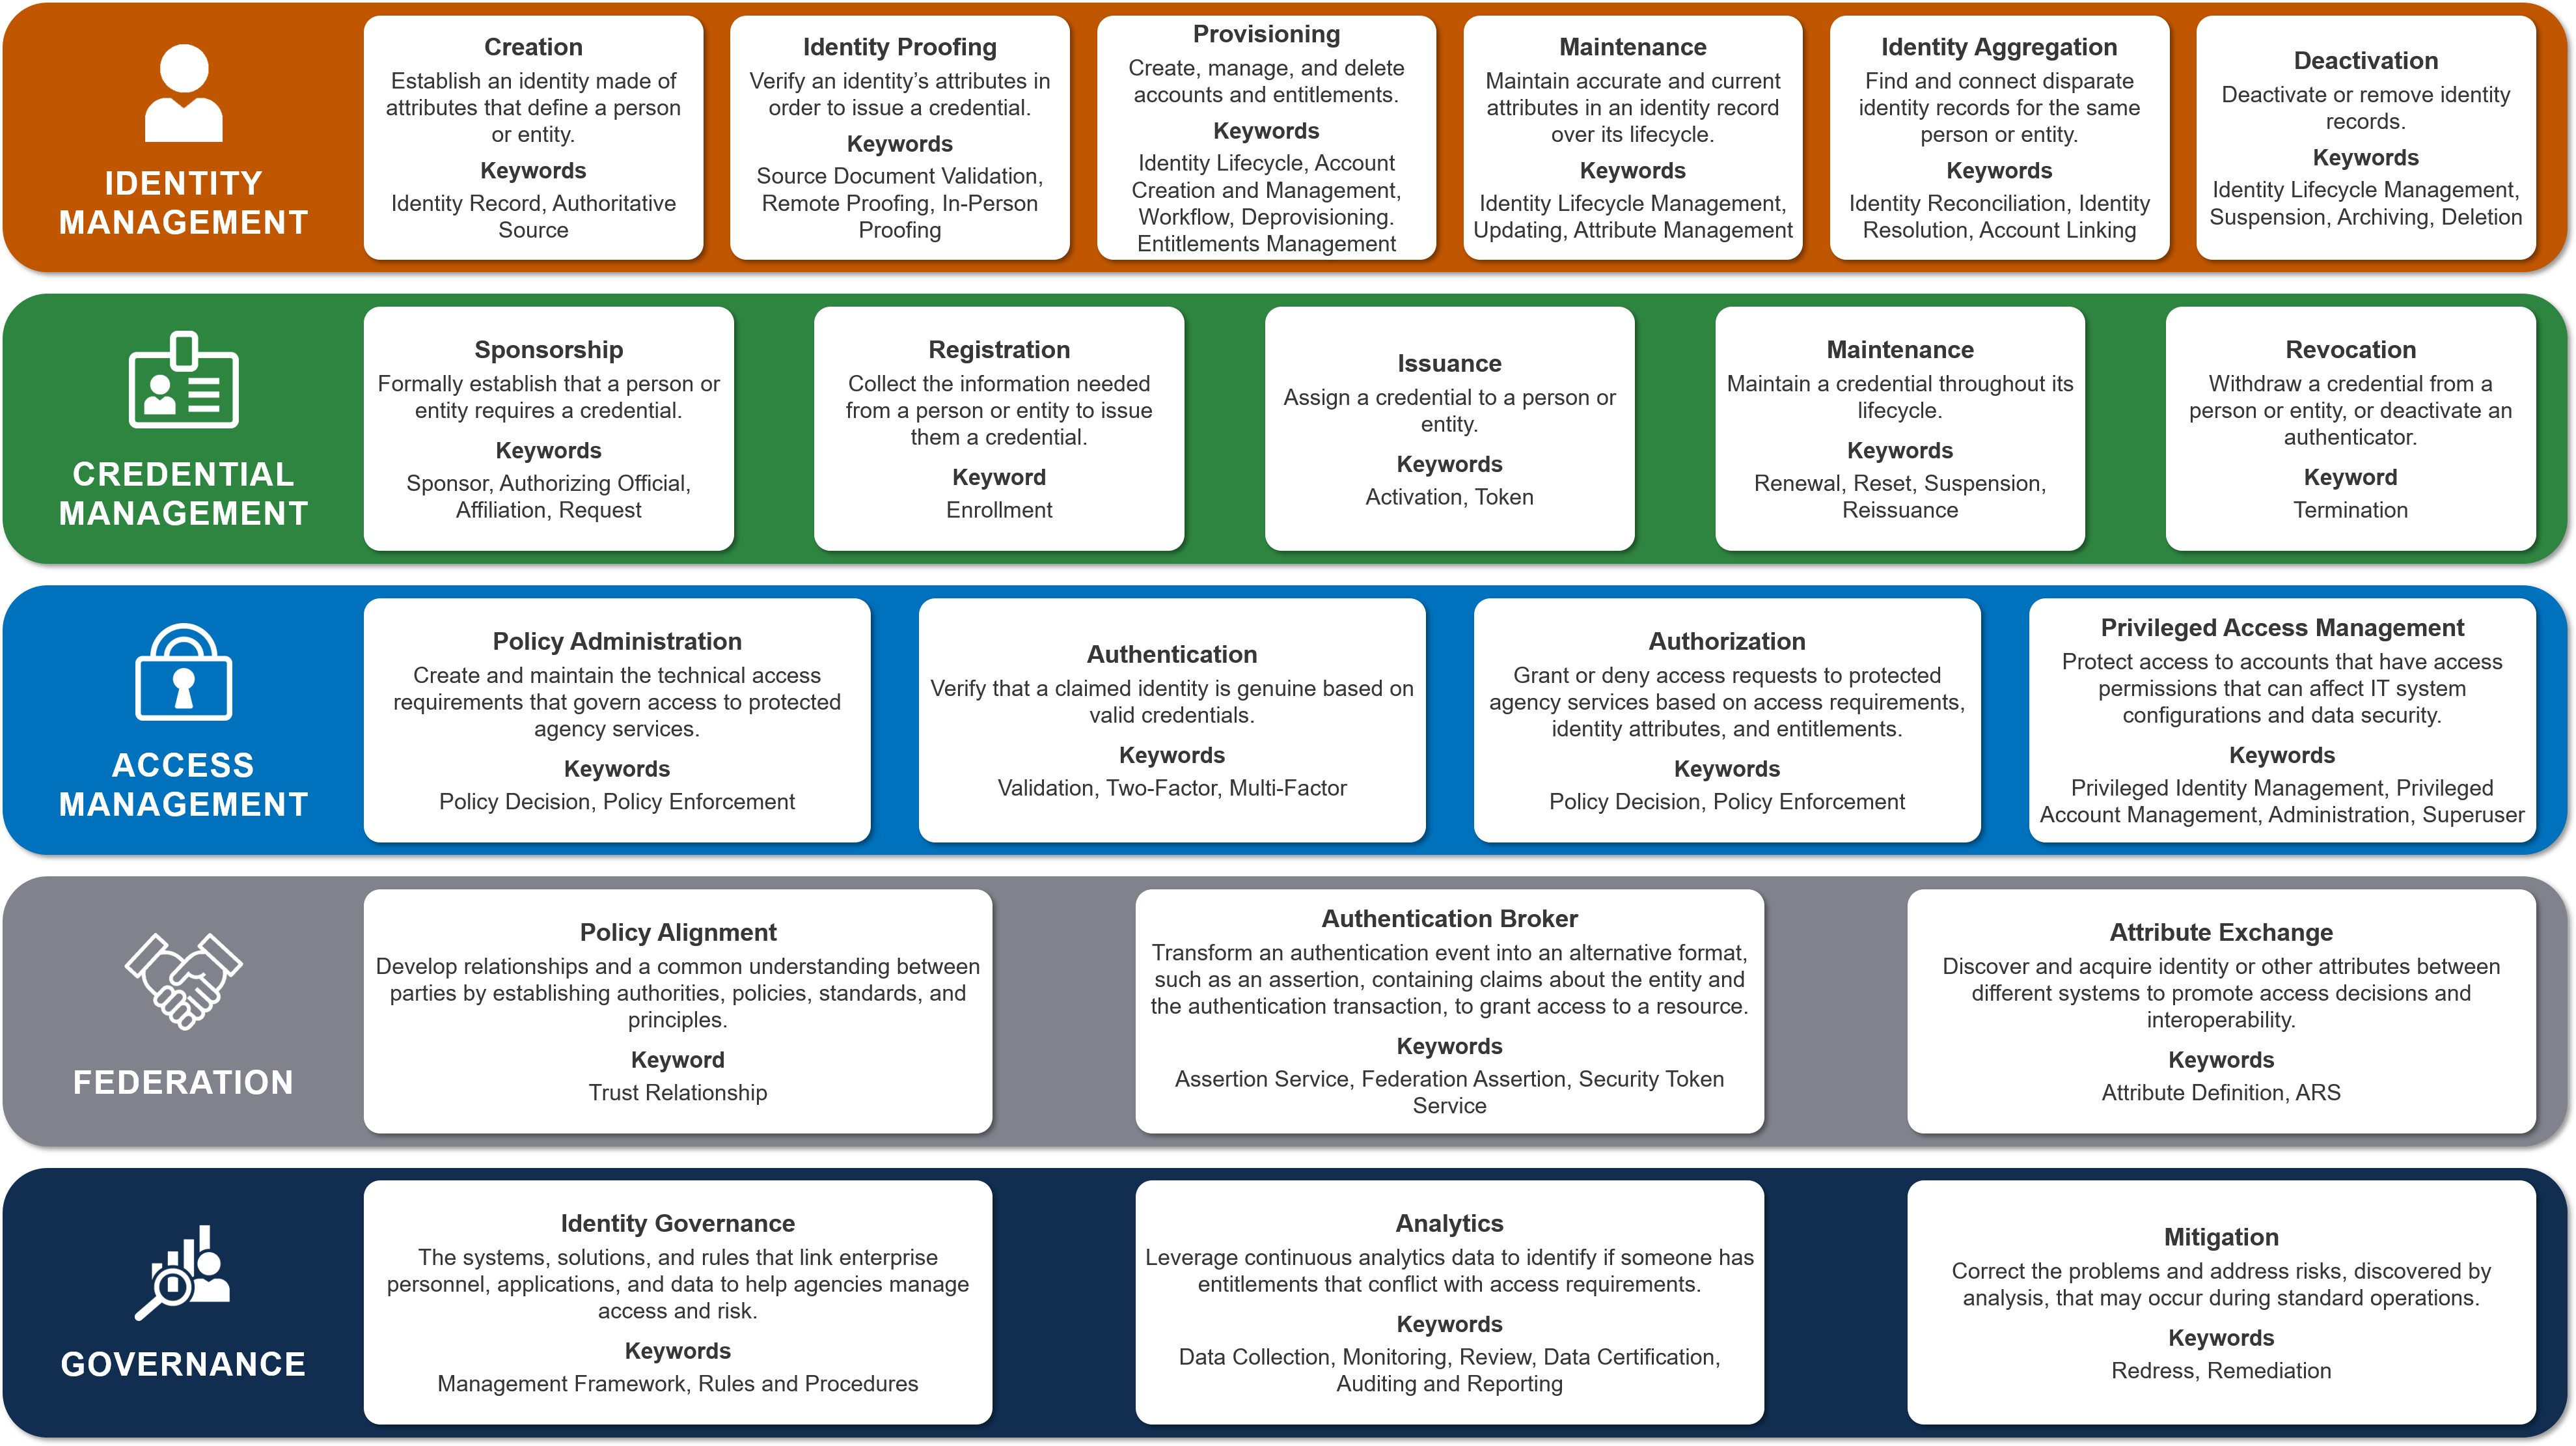 IDENTITY
MANAGEMENT
Creation
Establish an identity made of
attributes that define a person
or entity.
Keywords
Identity Record, Authoritative
Source
Identity Proofing
Verify an identity’s attributes in
order to issue a credential.
Keywords
Source Document Validation,
Remote Proofing, In-Person
Proofing
Provisioning
Create, manage, and delete
accounts and entitlements.
Keywords
Identity Lifecycle, Account
Creation and Management,
Workflow, Deprovisioning.
Entitlements Management
Maintenance
Maintain accurate and current
attributes in an identity record
over its lifecycle.
Keywords
Identity Lifecycle Management,
Updating, Attribute Management
Identity Aggregation
Find and connect disparate
identity records for the same
person or entity.
Keywords
Identity Reconciliation, Identity
Resolution, Account Linking
Deactivation
Deactivate or remove identity
records.
Keywords
Identity Lifecycle Management,
Suspension, Archiving, Deletion
CREDENTIAL
MANAGEMENT
Sponsorship
Formally establish that a person or
entity requires a credential.
Keywords
Sponsor, Authorizing Official,
Affiliation, Request
Registration
Collect the information needed
from a person or entity to issue
them a credential.
Keyword
Enrollment
Issuance
Assign a credential to a person or
entity.
Keywords
Activation, Token
Maintenance
Maintain a credential throughout its
lifecycle.
Keywords
Renewal, Reset, Suspension,
Reissuance
Revocation
Withdraw a credential from a
person or entity, or deactivate an
authenticator.
Keyword
Termination
ACCESS
MANAGEMENT
Policy Administration
Create and maintain the technical access
requirements that govern access to protected
agency services.
Keywords
Policy Decision, Policy Enforcement
Authentication
Verify that a claimed identity is genuine based on
valid credentials.
Keywords
Validation, Two-Factor, Multi-Factor
Authorization
Grant or deny access requests to protected
agency services based on access requirements,
identity attributes, and entitlements.
Keywords
Policy Decision, Policy Enforcement
Privileged Access Management
Protect access to accounts that have access
permissions that can affect IT system
configurations and data security.
Keywords
Privileged Identity Management, Privileged
Account Management, Administration, Superuser
FEDERATION
Policy Alignment
Develop relationships and a common understanding between
parties by establishing authorities, policies, standards, and
principles.
Keyword
Trust Relationship
Authentication Broker
Transform an authentication event into an alternative format,
such as an assertion, containing claims about the entity and
the authentication transaction, to grant access to a resource.
Keywords
Assertion Service, Federation Assertion, Security Token
Service
Attribute Exchange
Discover and acquire identity or other attributes between
different systems to promote access decisions and
interoperability.
Keywords
Attribute Definition, ARS
GOVERNANCE
Identity Governance
The systems, solutions, and rules that link enterprise
personnel, applications, and data to help agencies manage
access and risk.
Keywords
Management Framework, Rules and Procedures
Analytics
Leverage continuous analytics data to identify if someone has
entitlements that conflict with access requirements.
Keywords
Data Collection, Monitoring, Review, Data Certification,
Auditing and Reporting
Mitigation
Correct the problems and address risks, discovered by
analysis, that may occur during standard operations.
Keywords
Redress, Remediation